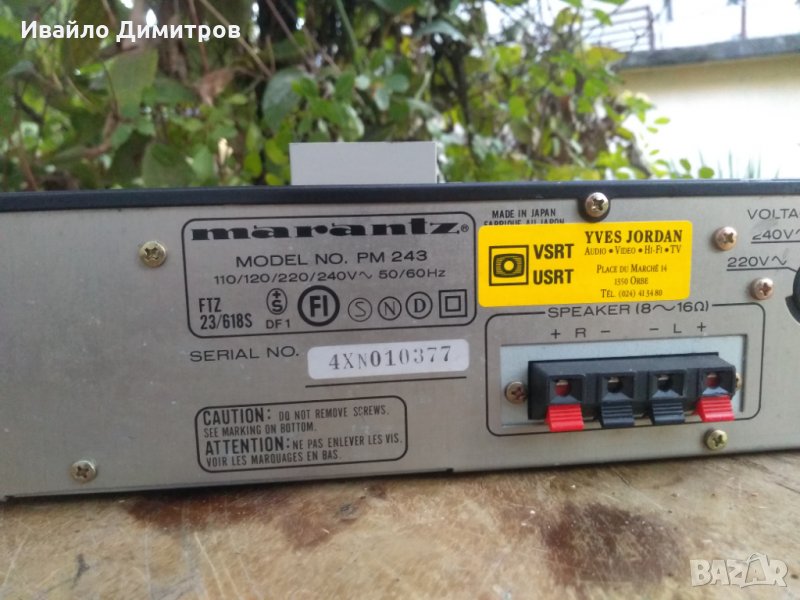 Ивайло Димитров
marantz®
MODEL NO. PM 243
110/120/220/240V～ 50/60Hz
FTZ
23/618S
S
DF1
FI
S
N
D
SERIAL NO.
4XN010377
CAUTION: DO NOT REMOVE SCREWS.
SEE MARKING ON BOTTOM.
ATTENTION: NE PAS ENLEVER LES VIS.
VOIR LES MARQUAGES EN BAS.
MADE IN JAPAN
FABRIQUE AU JAPON
VSRT
USRT
YVES JORDAN
AUDIO • VIDEO • HI-FI • TV
PLACE DU MARCHÉ 14
1350 ORBE
TÉL. (024) 41 34 80
SPEAKER (8～16Ω)
+ R − − L +
VOLTA
240V～
220V～
BAZAR